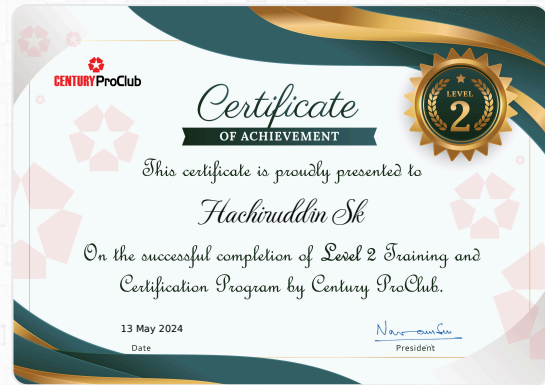 CENTURY ProClub
LEVEL
2
Certificate
OF ACHIEVEMENT
This certificate is proudly presented to
Hachiruddin Sk
On the successful completion of Level 2 Training and
Certification Program by Century ProClub.
13 May 2024
Date
President